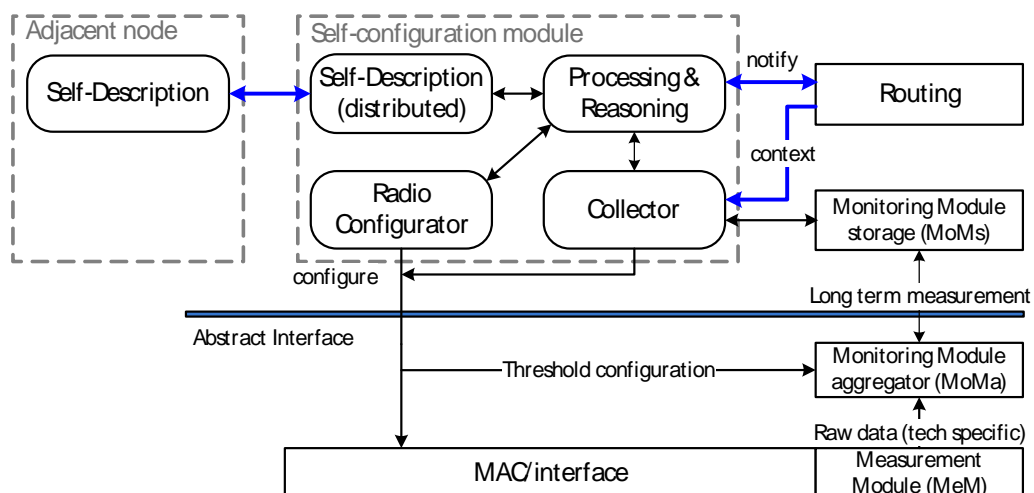 Adjacent node
Self-configuration module
Self-Description
Self-Description
(distributed)
Processing &
Reasoning
notify
Routing
context
Radio
Configurator
Collector
Monitoring Module
storage (MoMs)
configure
Long term measurement
Abstract Interface
Threshold configuration
Monitoring Module
aggregator (MoMa)
Raw data (tech specific)
MAC/interface
Measurement
Module (MeM)